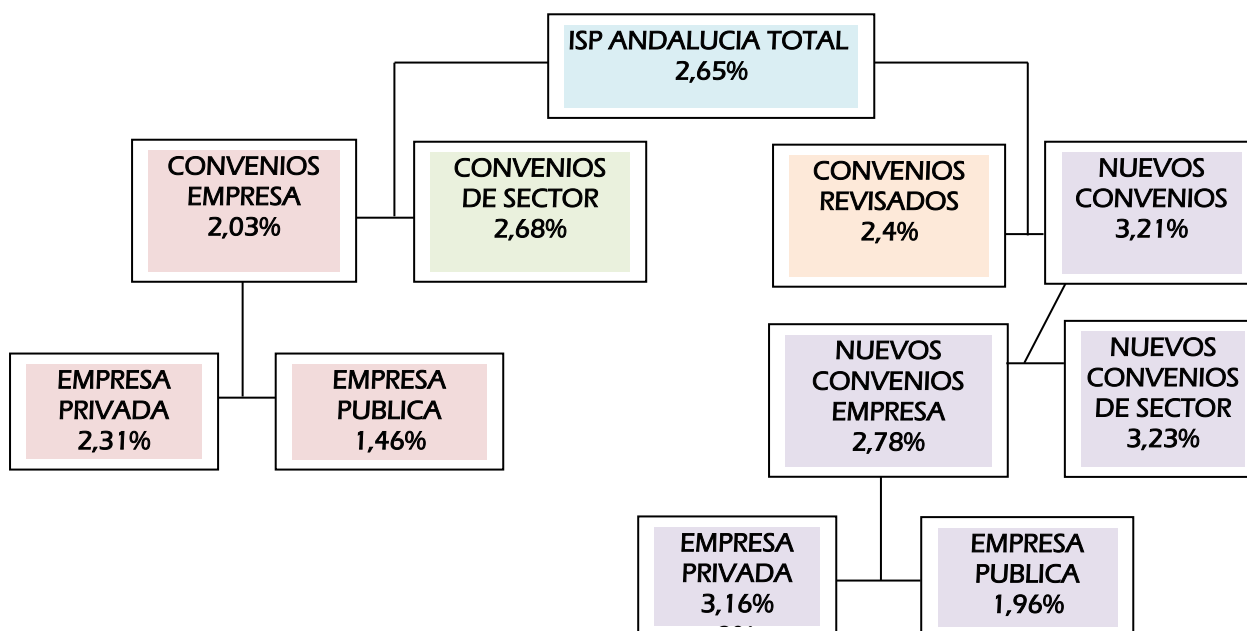 ISP ANDALUCIA TOTAL
2,65%
CONVENIOS
EMPRESA
2,03%
CONVENIOS
DE SECTOR
2,68%
CONVENIOS
REVISADOS
2,4%
NUEVOS
CONVENIOS
3,21%
EMPRESA
PRIVADA
2,31%
EMPRESA
PUBLICA
1,46%
NUEVOS
CONVENIOS
EMPRESA
2,78%
NUEVOS
CONVENIOS
DE SECTOR
3,23%
EMPRESA
PRIVADA
3,16%
EMPRESA
PUBLICA
1,96%